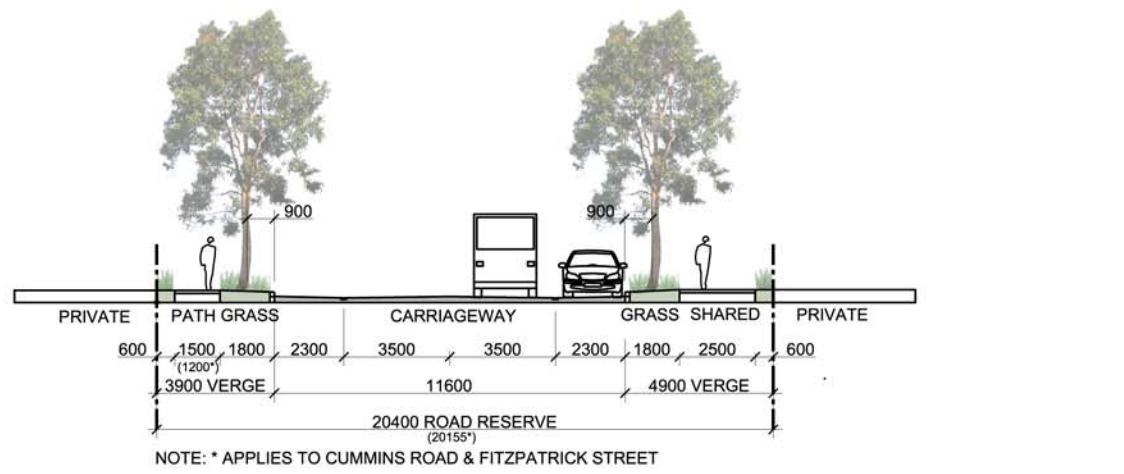 900 900
PRIVATE PATH GRASS CARRIAGEWAY GRASS SHARED PRIVATE
600 1500 1800 2300 3500 3500 2300 1800 2500 600
(1200*)
3900 VERGE 11600 4900 VERGE
20400 ROAD RESERVE
(20155*)
NOTE: * APPLIES TO CUMMINS ROAD & FITZPATRICK STREET